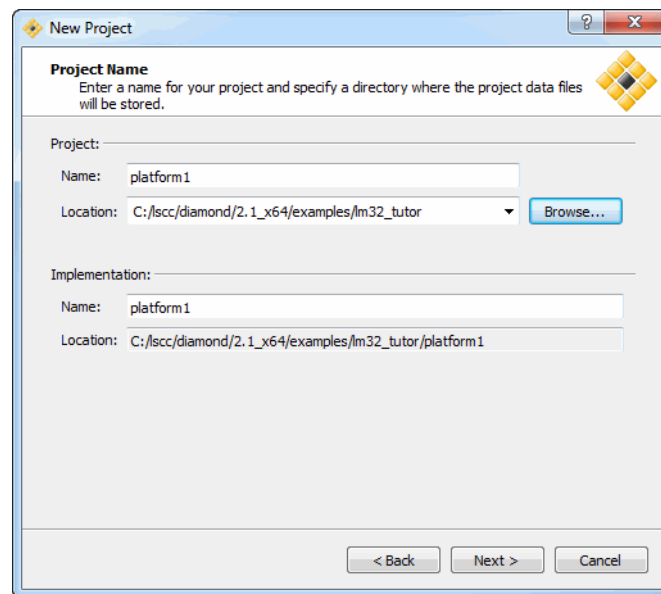 New Project
?
X
Project Name
Enter a name for your project and specify a directory where the project data files
will be stored.
Project:
Name: platform1
Location: C:/lscc/diamond/2.1_x64/examples/lm32_tutor Browse...
Implementation:
Name: platform1
Location: C:/lscc/diamond/2.1_x64/examples/lm32_tutor/platform1
< Back Next > Cancel